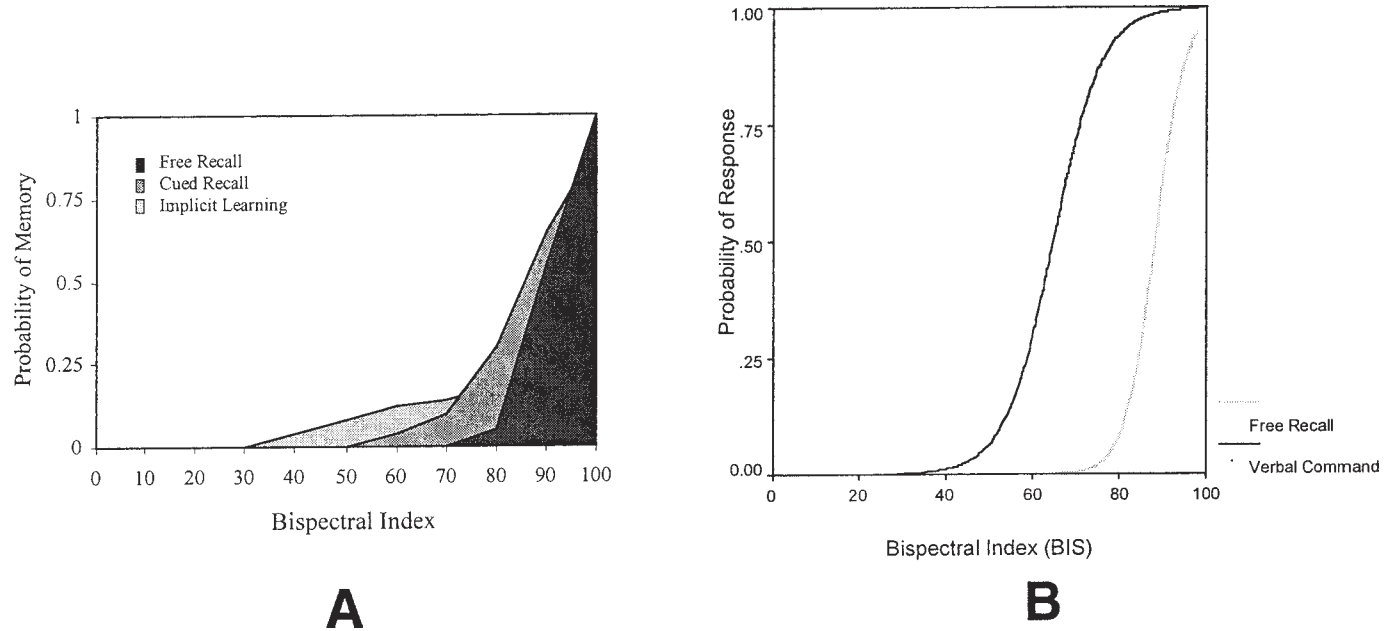 1
0.75
0.5
0.25
0
Probability of Memory
Free Recall
Cued Recall
Implicit Learning
0 10 20 30 40 50 60 70 80 90 100
Bispectral Index
A
1.00
.75
.50
.25
0.00
Probability of Response
0 20 40 60 80 100
Bispectral Index (BIS)
Free Recall
Verbal Command
B